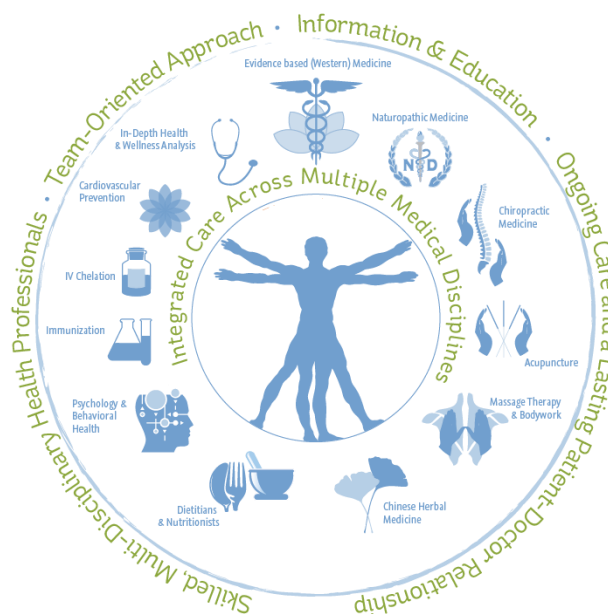 Skilled, Multi-Disciplinary Health Professionals · Team-Oriented Approach · Information & Education · Ongoing Care and a Lasting Patient-Doctor Relationship
Integrated Care Across Multiple Medical Disciplines
Evidence based (Western) Medicine
Naturopathic Medicine
N D
Chiropractic
Medicine
Acupuncture
Massage Therapy
& Bodywork
Chinese Herbal
Medicine
Dietitians
& Nutritionists
Psychology &
Behavioral
Health
Immunization
IV Chelation
Cardiovascular
Prevention
In-Depth Health
& Wellness Analysis